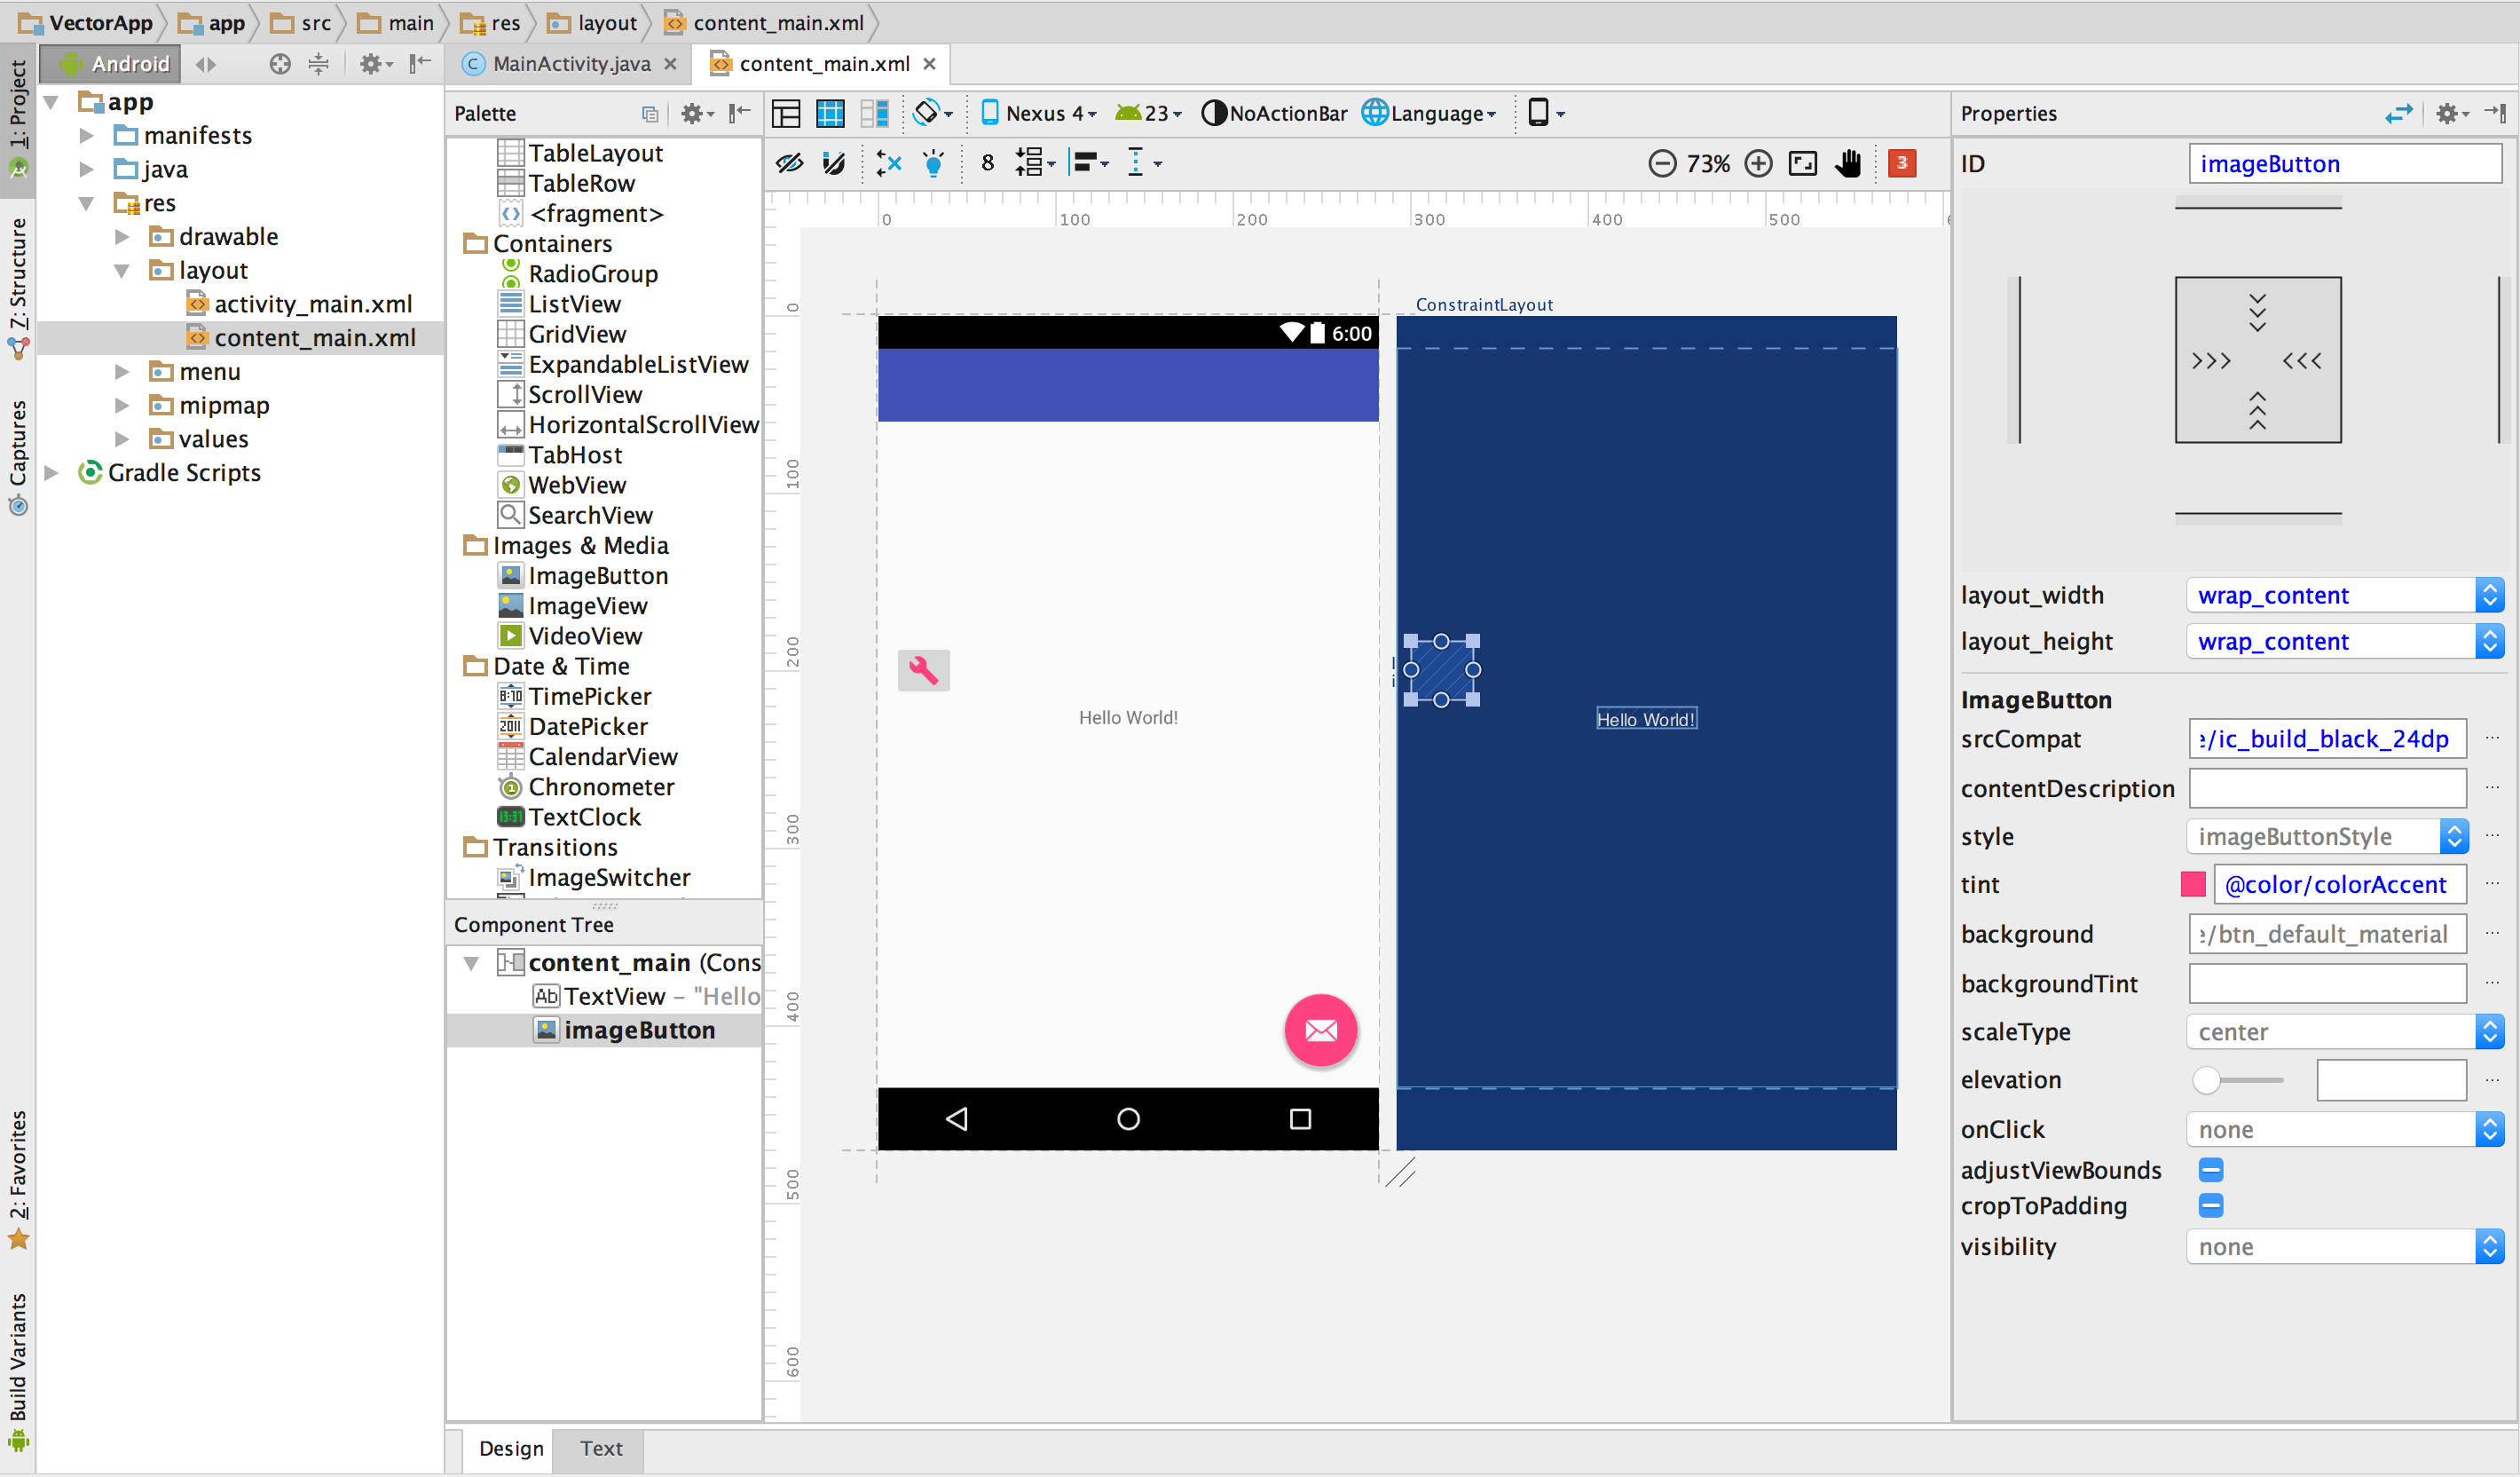 VectorApp app src main res layout content_main.xml
1: Project
Z: Structure
Captures
2: Favorites
Build Variants
Android
app
manifests
java
res
drawable
layout
activity_main.xml
content_main.xml
menu
mipmap
values
Gradle Scripts
MainActivity.java
content_main.xml
Palette
TableLayout
TableRow
<fragment>
Containers
RadioGroup
ListView
GridView
ExpandableListView
ScrollView
HorizontalScrollView
TabHost
WebView
SearchView
Images & Media
ImageButton
ImageView
VideoView
Date & Time
TimePicker
DatePicker
CalendarView
Chronometer
TextClock
Transitions
ImageSwitcher
Component Tree
content_main (Cons
Ab TextView – "Hello
imageButton
Nexus 4 23 NoActionBar Language
8 73% 3
0 100 200 300 400 500 6
0
100
200
300
400
500
600
6:00
Hello World!
ConstraintLayout
Hello World!
Properties
ID imageButton
layout_width wrap_content
layout_height wrap_content
ImageButton
srcCompat e/ic_build_black_24dp ...
contentDescription ...
style imageButtonStyle ...
tint @color/colorAccent ...
background e/btn_default_material ...
backgroundTint ...
scaleType center
elevation ...
onClick none
adjustViewBounds
cropToPadding
visibility none
Design Text